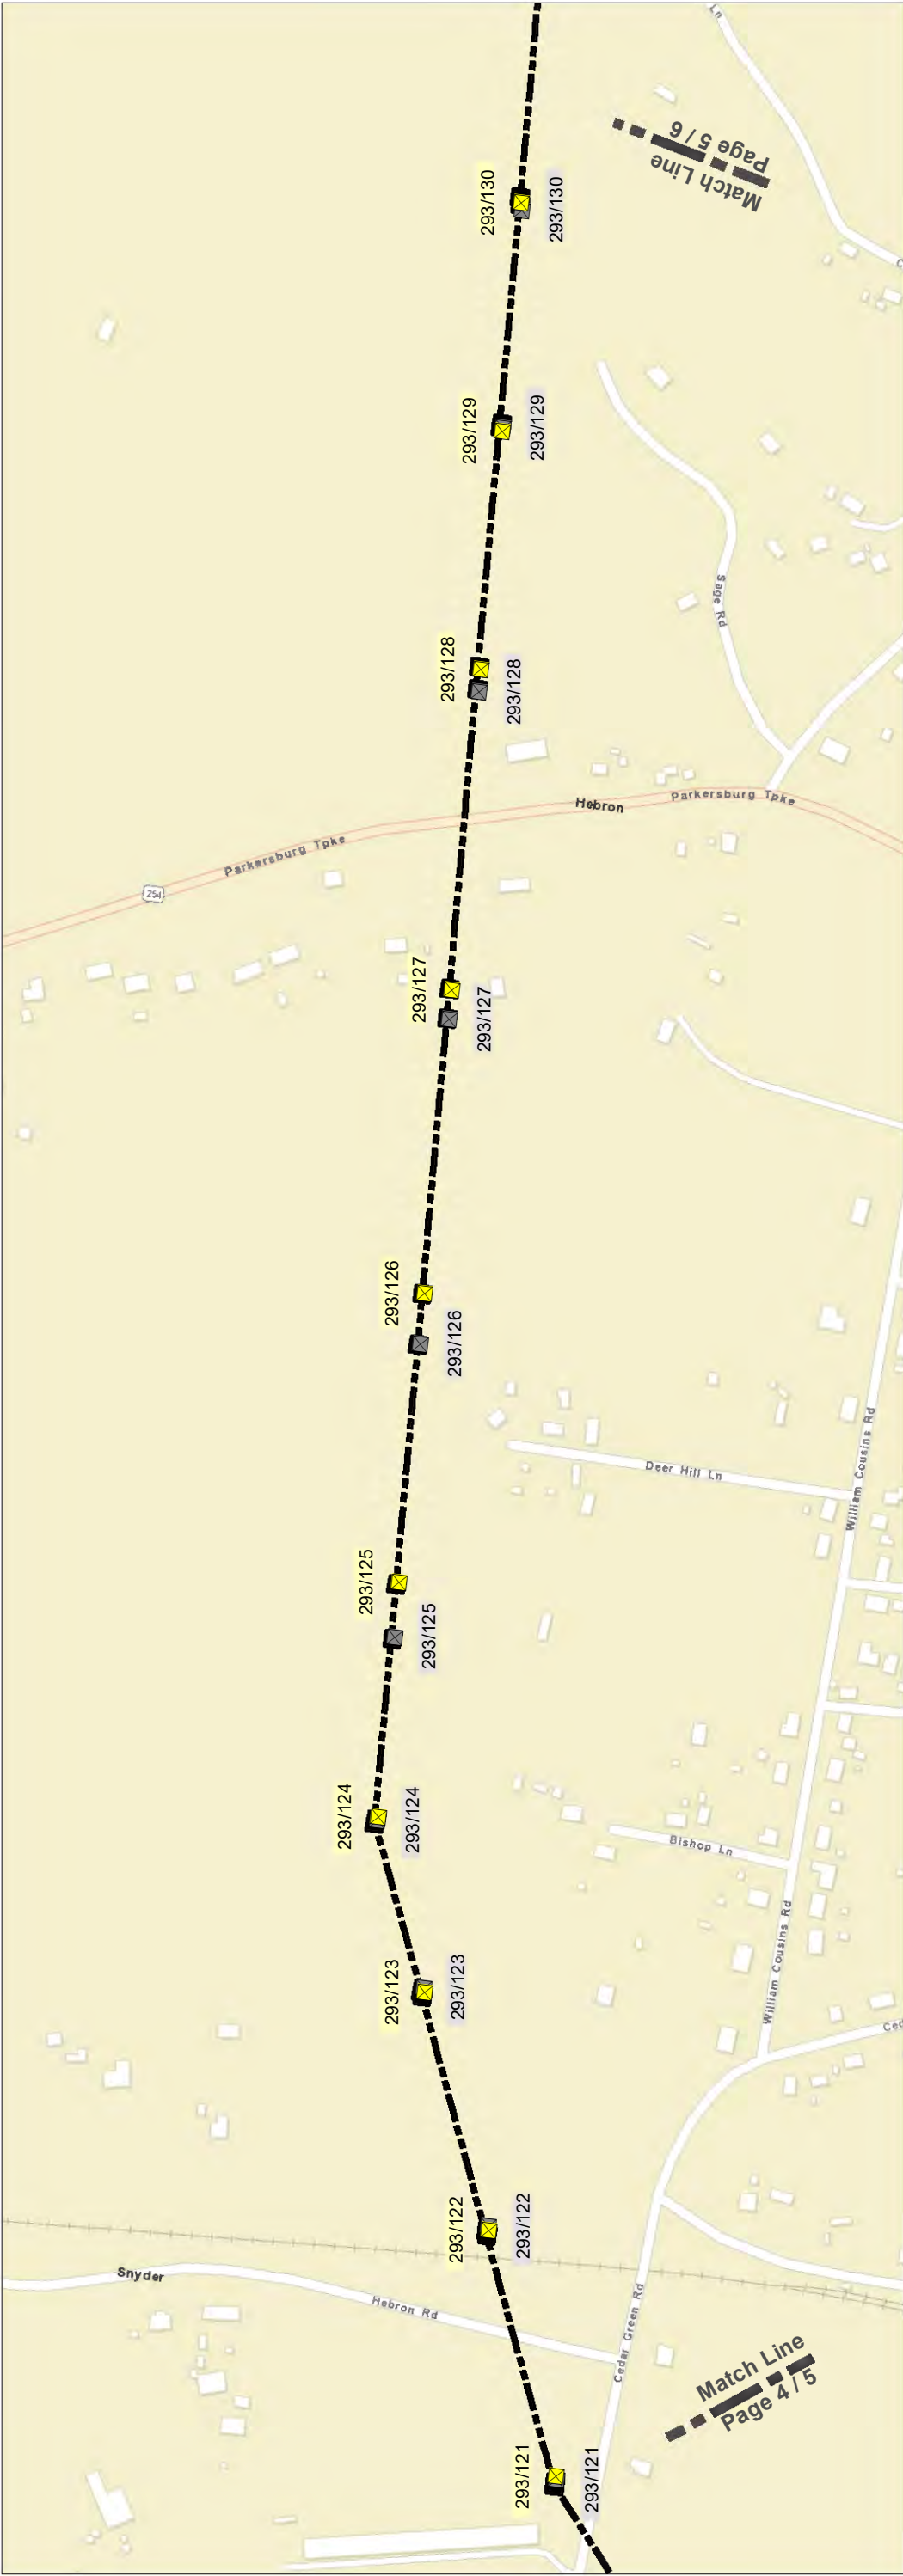 Ln
Match Line
Page 5 / 6
293/130
293/130
293/129
293/129
Sage Rd
293/128
293/128
Parkersburg Tpke
Hebron
Parkersburg Tpke
254
293/127
293/127
293/126
293/126
Deer Hill Ln
William Cousins Rd
293/125
293/125
293/124
293/124
Bishop Ln
William Cousins Rd
293/123
293/123
293/122
293/122
Snyder
Hebron Rd
Cedar Green Rd
Match Line
Page 4 / 5
293/121
293/121